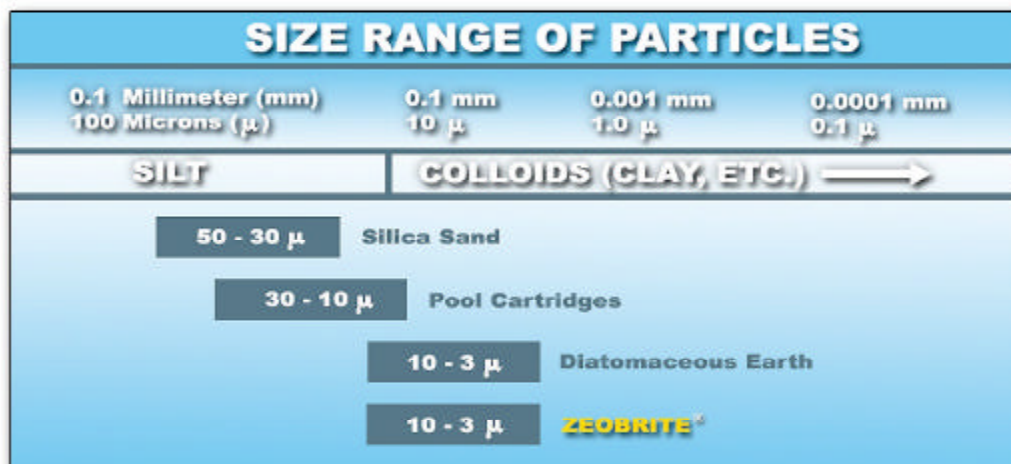 SIZE RANGE OF PARTICLES
0.1 Millimeter (mm) 0.1 mm 0.001 mm 0.0001 mm
100 Microns (µ) 10 µ 1.0 µ 0.1 µ
SILT COLLOIDS (CLAY, ETC.)
50 - 30 µ Silica Sand
30 - 10 µ Pool Cartridges
10 - 3 µ Diatomaceous Earth
10 - 3 µ ZEOBRITE